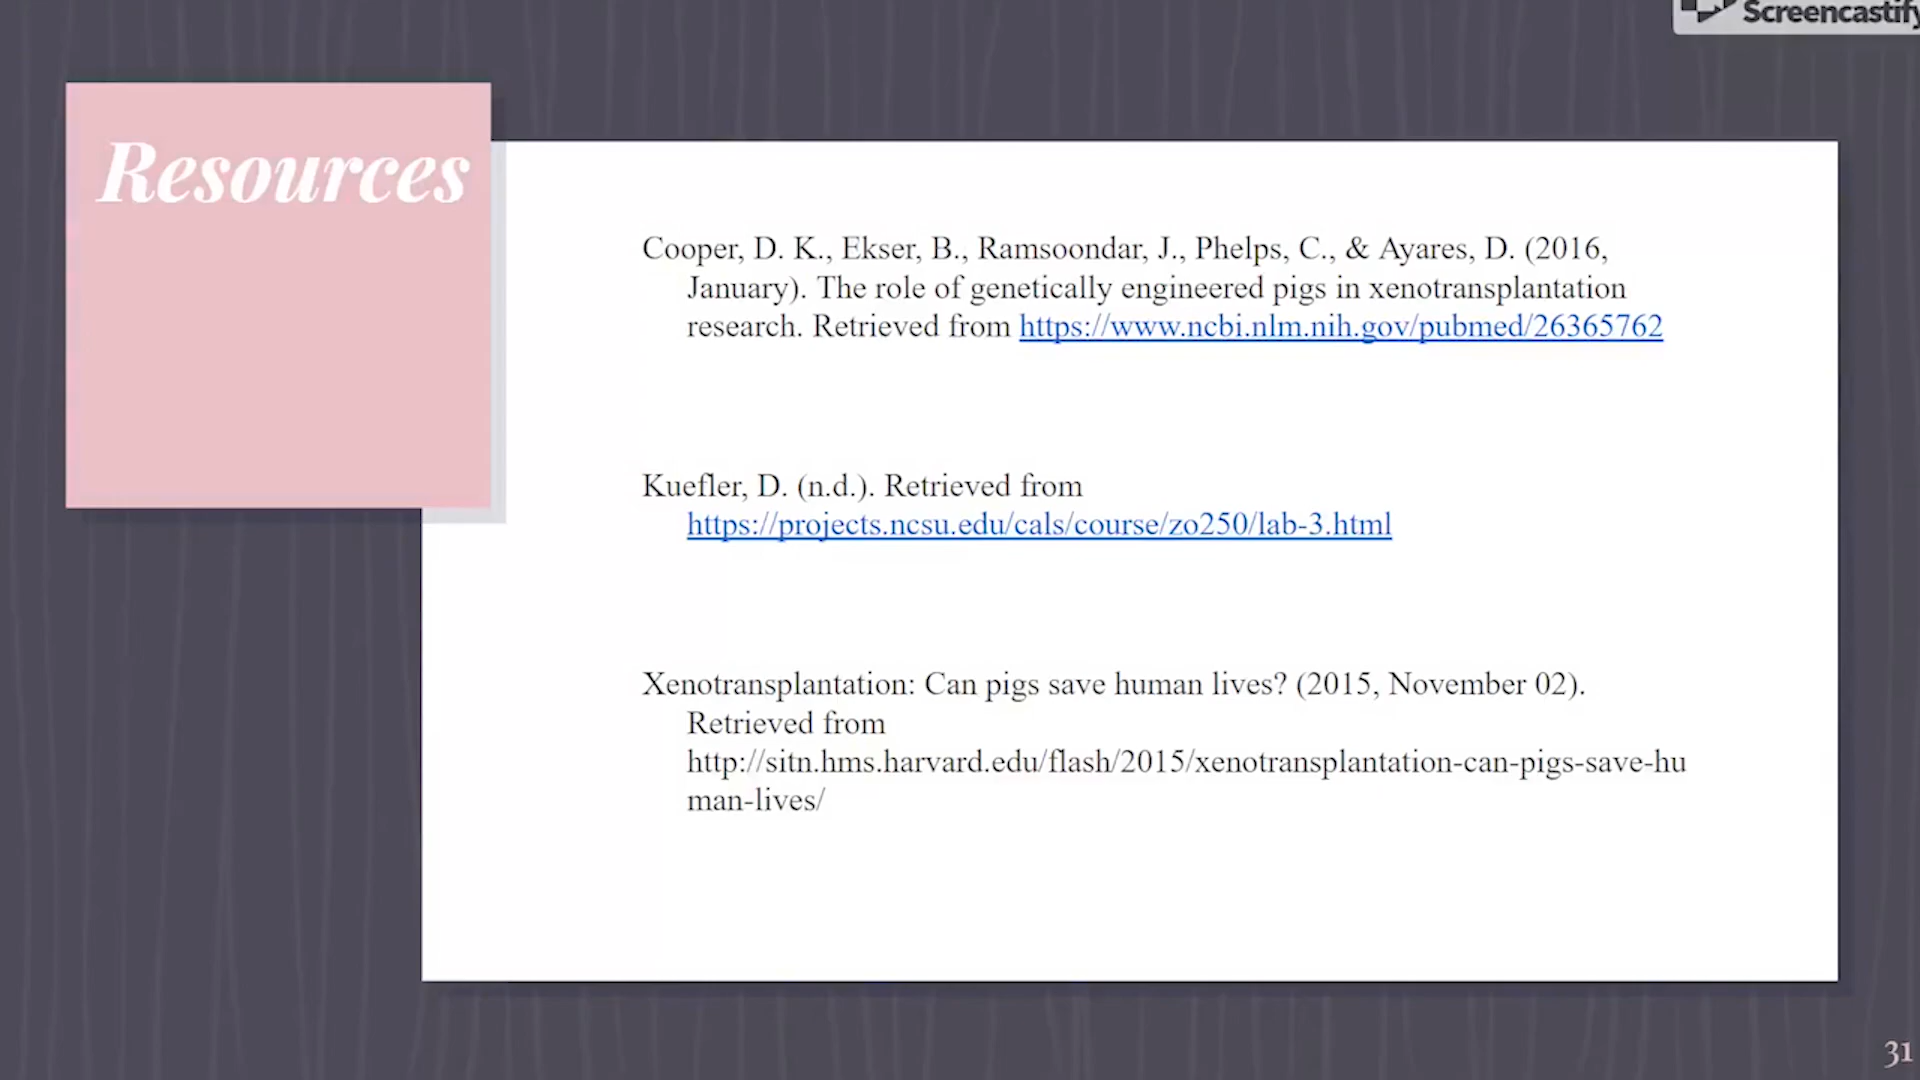 Screencastify
Resources
Cooper, D. K., Ekser, B., Ramsoondar, J., Phelps, C., & Ayares, D. (2016,
January). The role of genetically engineered pigs in xenotransplantation
research. Retrieved from https://www.ncbi.nlm.nih.gov/pubmed/26365762
Kuefler, D. (n.d.). Retrieved from
https://projects.ncsu.edu/cals/course/zo250/lab-3.html
Xenotransplantation: Can pigs save human lives? (2015, November 02).
Retrieved from
http://sitn.hms.harvard.edu/flash/2015/xenotransplantation-can-pigs-save-hu
man-lives/
31